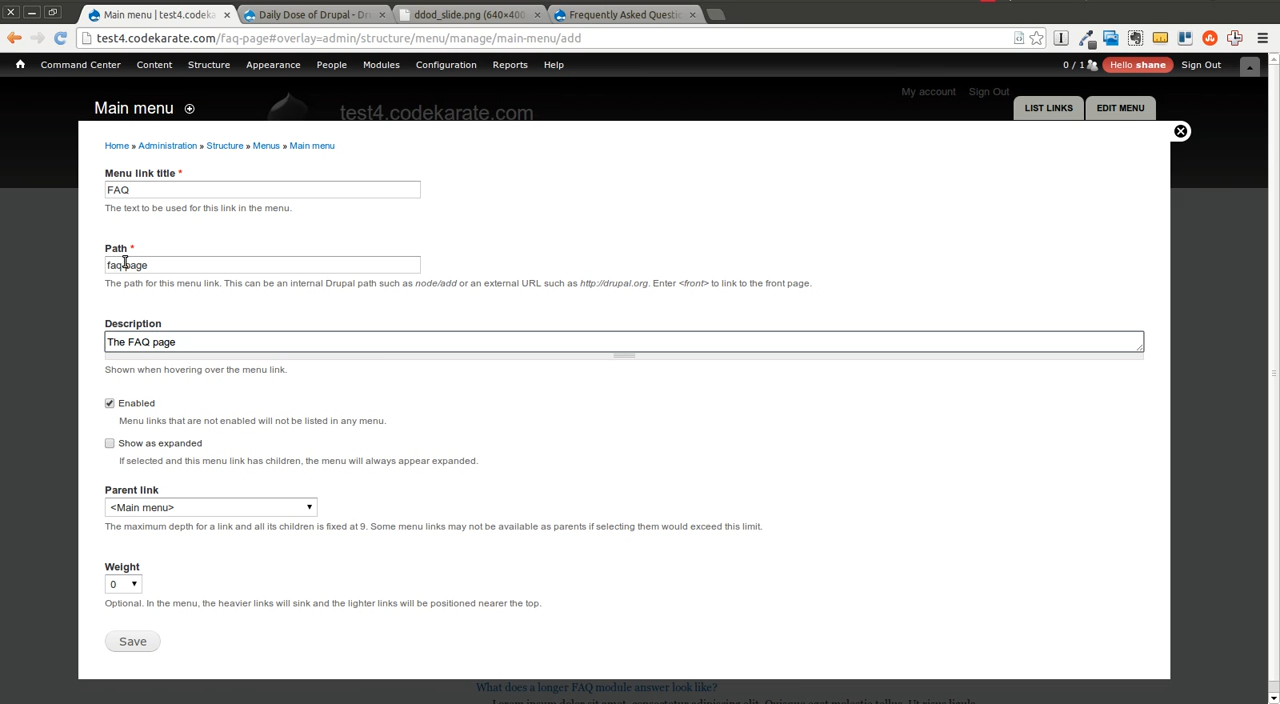 Main menu | test4.codeka
Daily Dose of Drupal - Dr
ddod_slide.png (640×400
Frequently Asked Questic
test4.codekarate.com/faq-page#overlay=admin/structure/menu/manage/main-menu/add
Command Center Content Structure Appearance People Modules Configuration Reports Help 0 / 1 Hello shane Sign Out
My account Sign Out
Main menu
test4.codekarate.com
LIST LINKS EDIT MENU
Home » Administration » Structure » Menus » Main menu
Menu link title *
FAQ
The text to be used for this link in the menu.
Path *
faq-page
The path for this menu link. This can be an internal Drupal path such as node/add or an external URL such as http://drupal.org. Enter <front> to link to the front page.
Description
The FAQ page
Shown when hovering over the menu link.
Enabled
Menu links that are not enabled will not be listed in any menu.
Show as expanded
If selected and this menu link has children, the menu will always appear expanded.
Parent link
<Main menu>
The maximum depth for a link and all its children is fixed at 9. Some menu links may not be available as parents if selecting them would exceed this limit.
Weight
0
Optional. In the menu, the heavier links will sink and the lighter links will be positioned nearer the top.
Save
What does a longer FAQ module answer look like?